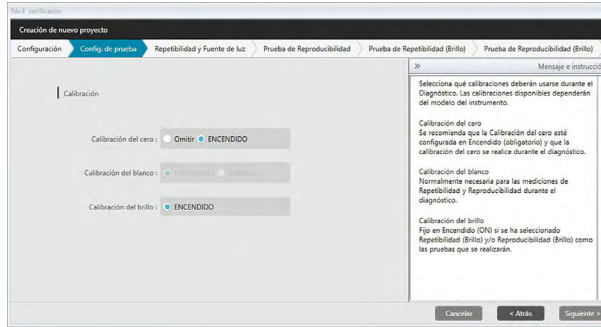 Fácil Verificador
Creación de nuevo proyecto
Configuración
Config. de prueba
Repetibilidad y Fuente de luz
Prueba de Reproducibilidad
Prueba de Repetibilidad (Brillo)
Prueba de Reproducibilidad (Brillo)
Calibración
Calibración del cero :
Omitir
ENCENDIDO
Calibración del blanco :
Calibración del brillo :
ENCENDIDO
»
Mensaje e instrucció
Selecciona qué calibraciones deberán usarse durante el
Diagnóstico. Las calibraciones disponibles dependerán
del modelo del instrumento.
Calibración del cero
Se recomienda que la Calibración del cero esté
configurada en Encendido (obligatorio) y que la
calibración del cero se realice durante el diagnóstico.
Calibración del blanco
Normalmente necesaria para las mediciones de
Repetibilidad y Reproducibilidad durante el
diagnóstico.
Calibración del brillo
Fijo en Encendido (ON) si se ha seleccionado
Repetibilidad (Brillo) y/o Reproducibilidad (Brillo) como
las pruebas que se realizarán.
Cancelar
< Atrás
Siguiente >